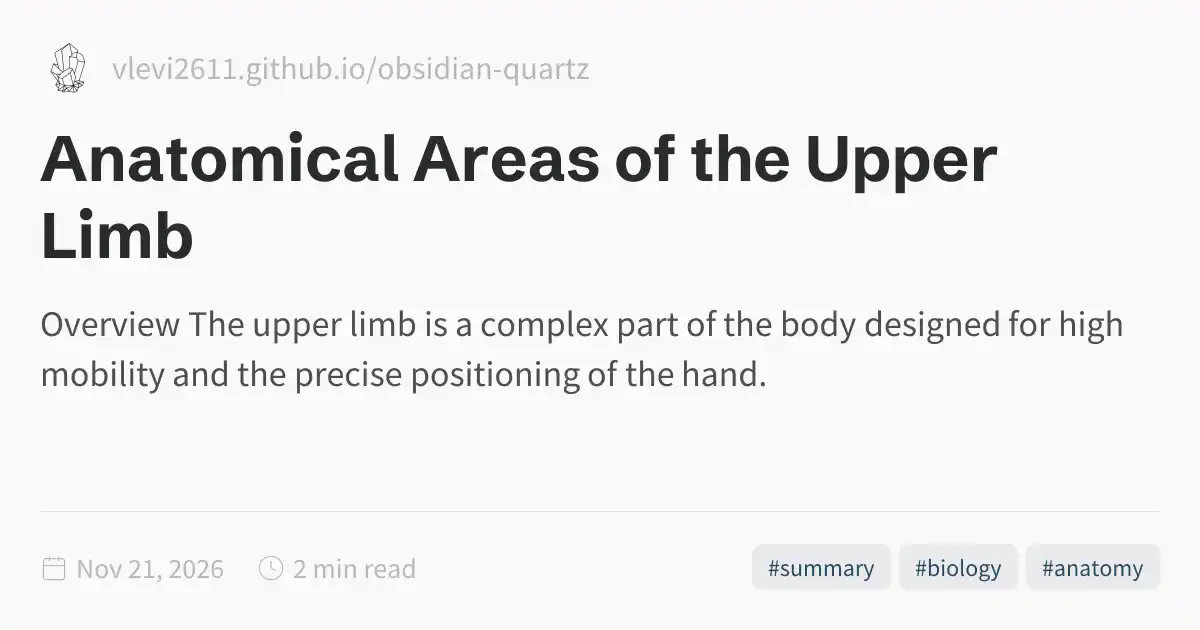 vlevi2611.github.io/obsidian-quartz
Anatomical Areas of the Upper
Limb
Overview The upper limb is a complex part of the body designed for high
mobility and the precise positioning of the hand.
Nov 21, 2026 2 min read #summary #biology #anatomy